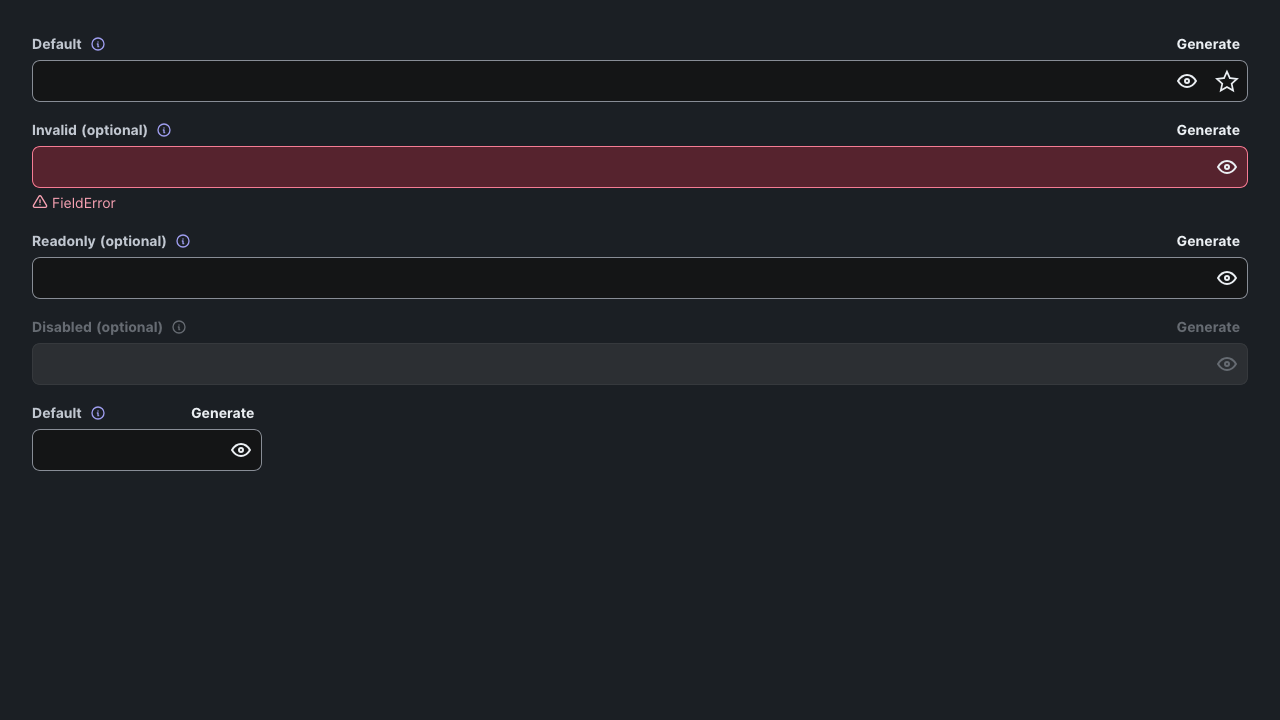 Default Generate
Invalid (optional) Generate
FieldError
Readonly (optional) Generate
Disabled (optional) Generate
Default Generate